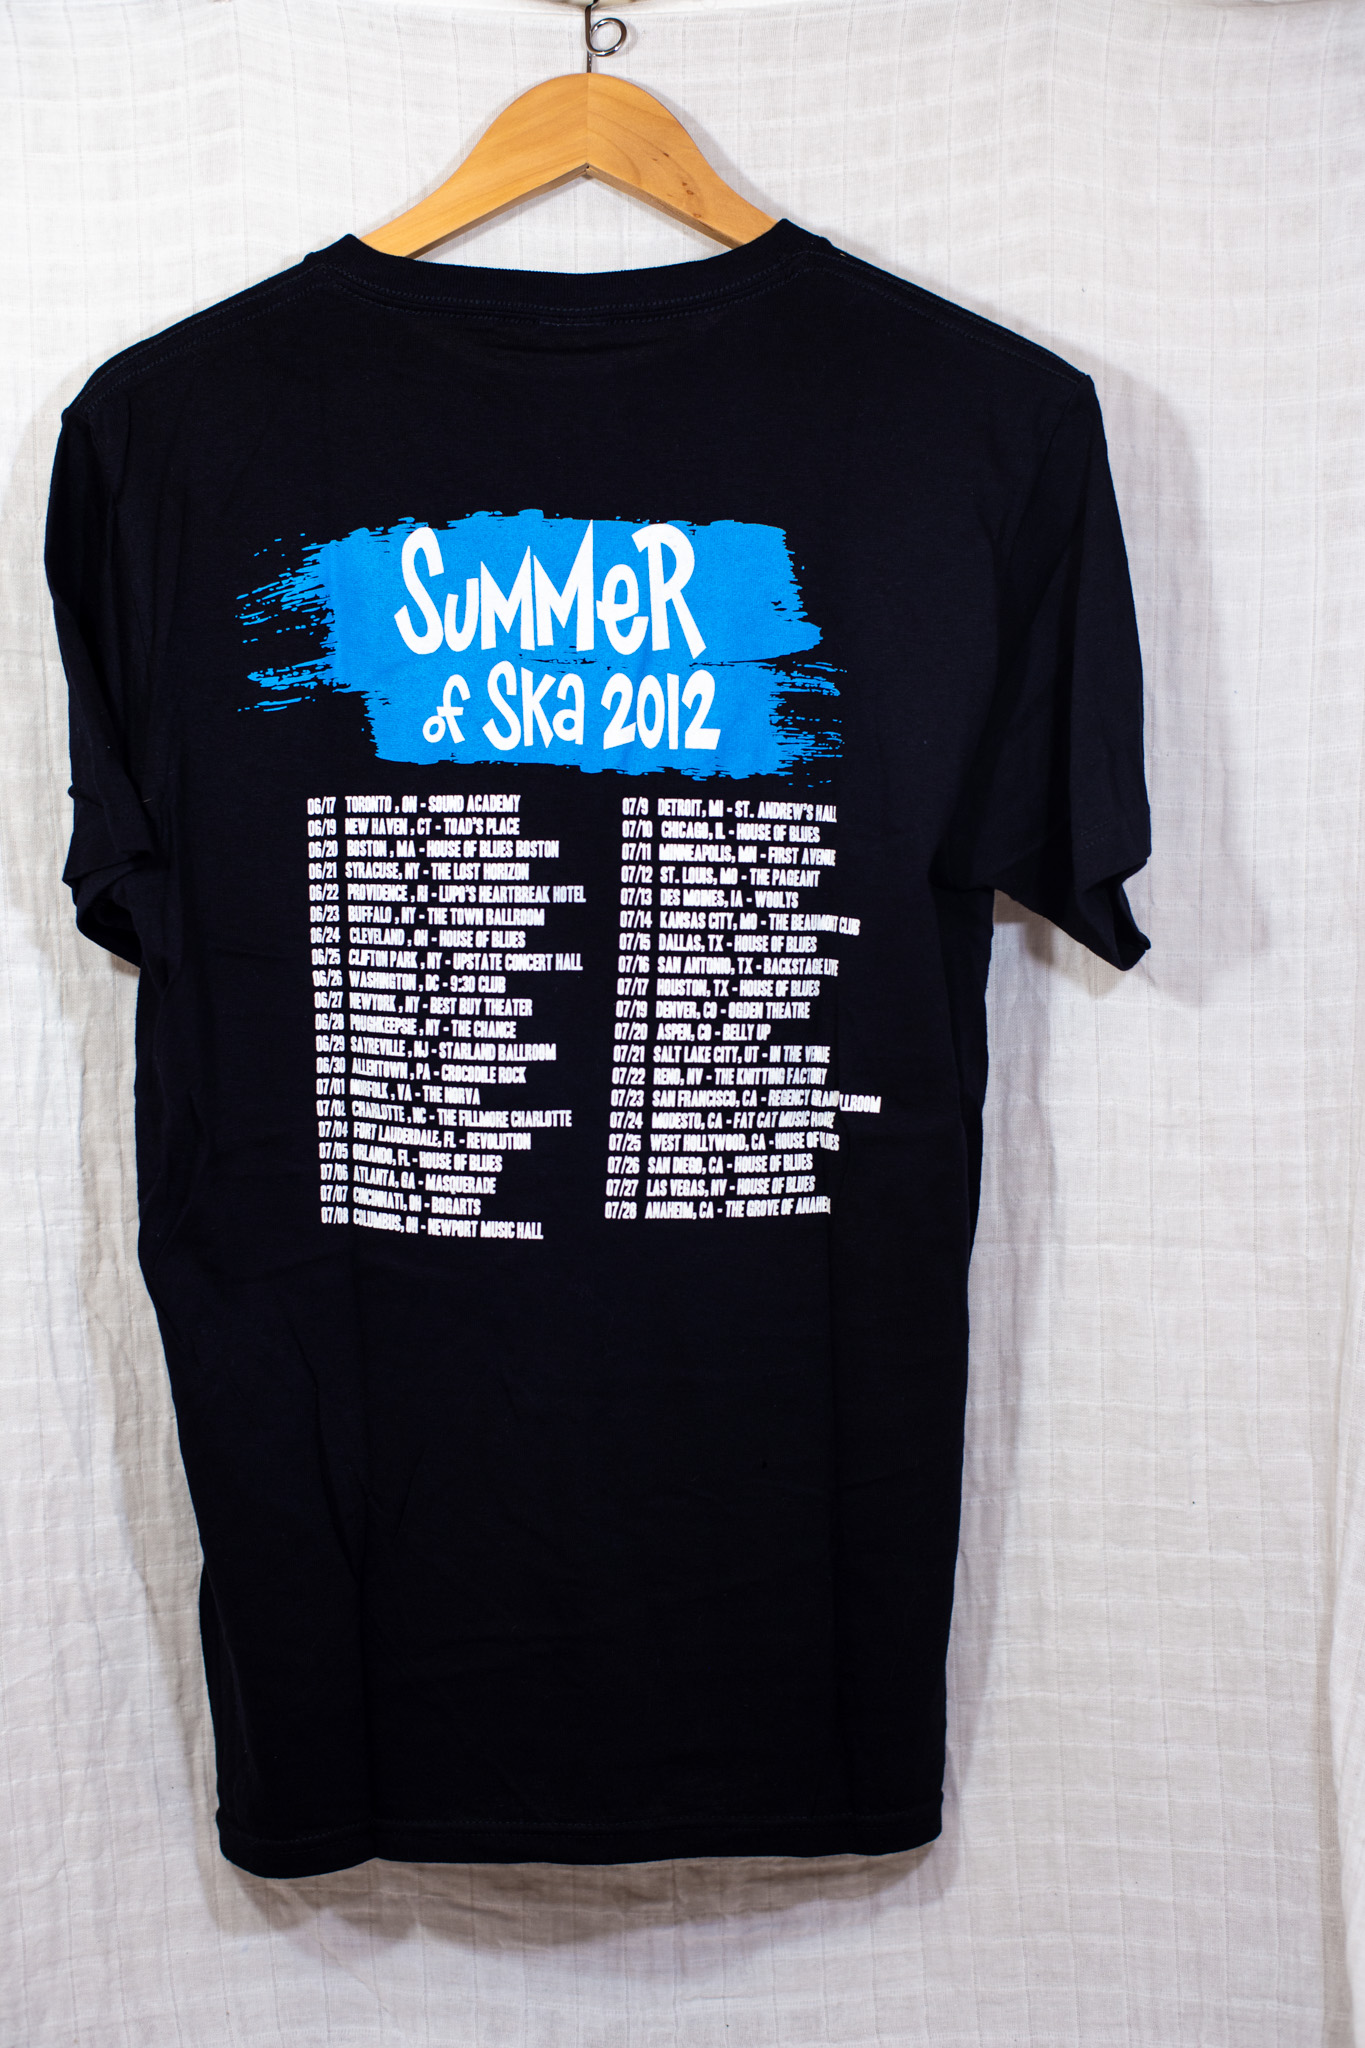 SUMMER
of SKa 2012
06/17 TORONTO , ON - SOUND ACADEMY
06/19 NEW HAVEN , CT - TOAD'S PLACE
06/20 BOSTON , MA - HOUSE OF BLUES BOSTON
06/21 SYRACUSE, NY - THE LOST HORIZON
06/22 PROVIDENCE , RI - LUPO'S HEARTBREAK HOTEL
06/23 BUFFALO , NY - THE TOWN BALLROOM
06/24 CLEVELAND , OH - HOUSE OF BLUES
06/25 CLIFTON PARK , NY - UPSTATE CONCERT HALL
06/26 WASHINGTON , DC - 9:30 CLUB
06/27 NEWYORK , NY - BEST BUY THEATER
06/28 POUGHKEEPSIE , NY - THE CHANCE
06/29 SAYREVILLE , NJ - STARLAND BALLROOM
06/30 ALLENTOWN , PA - CROCODILE ROCK
07/01 NORFOLK , VA - THE NORVA
07/02 CHARLOTTE , NC - THE FILLMORE CHARLOTTE
07/04 FORT LAUDERDALE, FL - REVOLUTION
07/05 ORLANDO, FL - HOUSE OF BLUES
07/06 ATLANTA, GA - MASQUERADE
07/07 CINCINNATI, OH - BOGARTS
07/08 COLUMBUS, OH - NEWPORT MUSIC HALL
07/9 DETROIT, MI - ST. ANDREW'S HALL
07/10 CHICAGO, IL - HOUSE OF BLUES
07/11 MINNEAPOLIS, MN - FIRST AVENUE
07/12 ST. LOUIS, MO - THE PAGEANT
07/13 DES MOINES, IA - WOOLYS
07/14 KANSAS CITY, MO - THE BEAUMONT CLUB
07/15 DALLAS, TX - HOUSE OF BLUES
07/16 SAN ANTONIO, TX - BACKSTAGE LIVE
07/17 HOUSTON, TX - HOUSE OF BLUES
07/19 DENVER, CO - OGDEN THEATRE
07/20 ASPEN, CO - BELLY UP
07/21 SALT LAKE CITY, UT - IN THE VENUE
07/22 RENO, NV - THE KNITTING FACTORY
07/23 SAN FRANCISCO, CA - REGENCY
07/24 MODESTO, CA - FAT CAT MUSIC HOUSE
07/25 WEST HOLLYWOOD, CA - HOUSE OF BLUES
07/26 SAN DIEGO, CA - HOUSE OF BLUES
07/27 LAS VEGAS, NV - HOUSE OF BLUES
07/28 ANAHEIM, CA - THE GROVE OF ANAHEIM